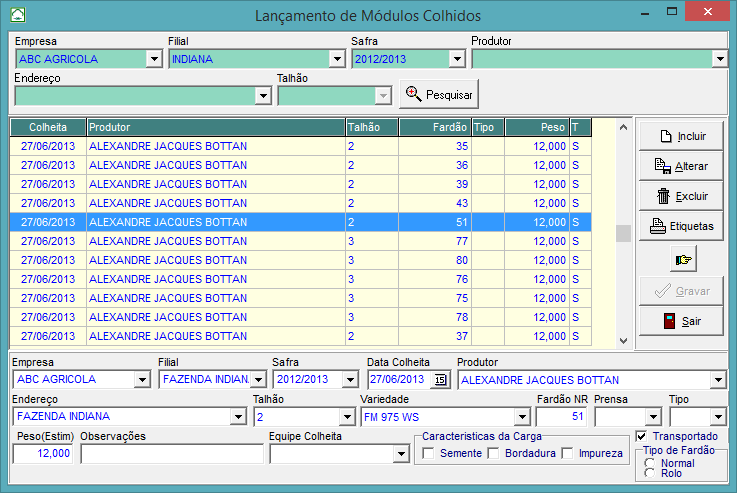 Lançamento de Módulos Colhidos
Empresa Filial Safra Produtor
ABC AGRICOLA INDIANA 2012/2013
Endereço Talhão
Pesquisar
Colheita Produtor Talhão Fardão Tipo Peso T
27/06/2013 ALEXANDRE JACQUES BOTTAN 2 35 12,000 S
27/06/2013 ALEXANDRE JACQUES BOTTAN 2 36 12,000 S
27/06/2013 ALEXANDRE JACQUES BOTTAN 2 39 12,000 S
27/06/2013 ALEXANDRE JACQUES BOTTAN 2 43 12,000 S
27/06/2013 ALEXANDRE JACQUES BOTTAN 2 51 12,000 S
27/06/2013 ALEXANDRE JACQUES BOTTAN 3 77 12,000 S
27/06/2013 ALEXANDRE JACQUES BOTTAN 3 80 12,000 S
27/06/2013 ALEXANDRE JACQUES BOTTAN 3 76 12,000 S
27/06/2013 ALEXANDRE JACQUES BOTTAN 3 75 12,000 S
27/06/2013 ALEXANDRE JACQUES BOTTAN 3 78 12,000 S
27/06/2013 ALEXANDRE JACQUES BOTTAN 2 37 12,000 S
Incluir
Alterar
Excluir
Etiquetas
Gravar
Sair
Empresa Filial Safra Data Colheita Produtor
ABC AGRICOLA FAZENDA INDIAN. 2012/2013 27/06/2013 15 ALEXANDRE JACQUES BOTTAN
Endereço Talhão Variedade Fardão NR Prensa Tipo
FAZENDA INDIANA 2 FM 975 WS 51
Peso(Estim) Observações Equipe Colheita Caracteristicas da Carga Transportado
12,000 Semente Bordadura Impureza
Tipo de Fardão
Normal
Rolo